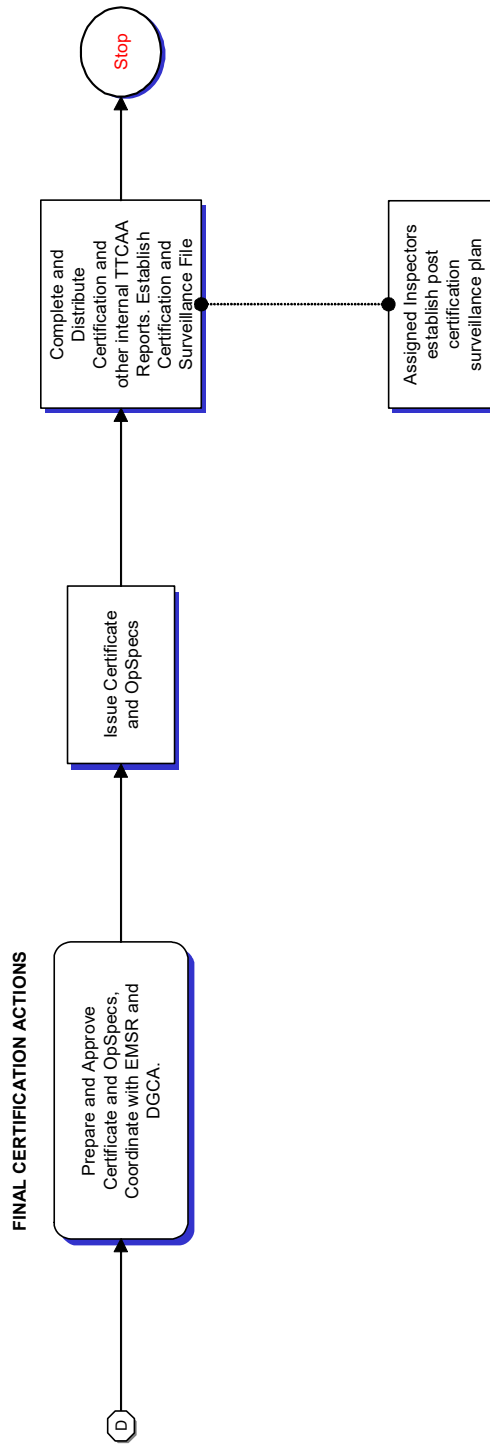 FINAL CERTIFICATION ACTIONS
D
Prepare and Approve
Certificate and OpSpecs,
Coordinate with EMSR and
DGCA.
Issue Certificate
and OpSpecs
Complete and
Distribute
Certification and
other internal TTCAA
Reports. Establish
Certification and
Surveillance File
Stop
Assigned Inspectors
establish post
certification
surveillance plan